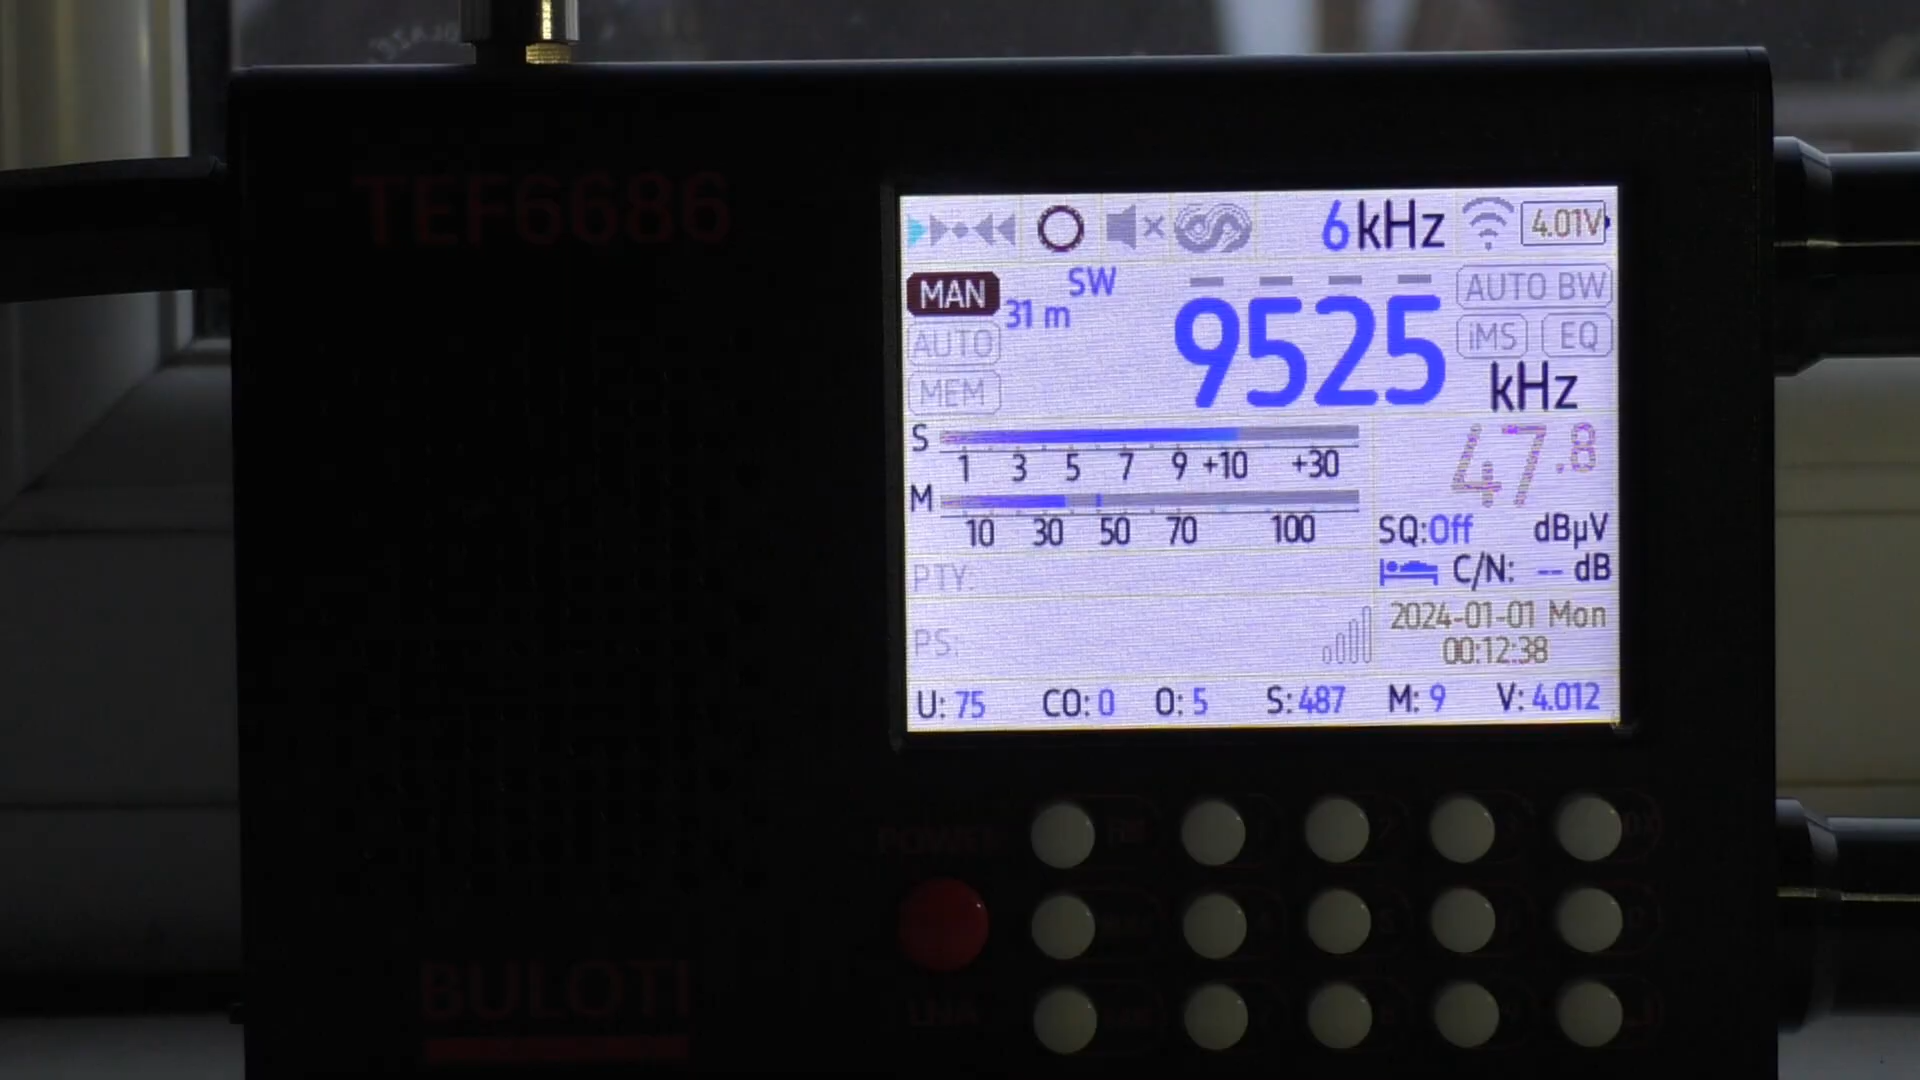 TEF6686
6kHz
4.01V
MAN
SW
AUTO BW
31 m
9525
AUTO
iMS
EQ
MEM
kHz
S
1 3 5 7 9 +10 +30
47.8
M
10 30 50 70 100
SQ:Off dBµV
PTY:
C/N: -- dB
2024-01-01 Mon
PS:
00:12:38
U: 75 CO: 0 O: 5 S: 487 M: 9 V: 4.012
POWER
BULOTI